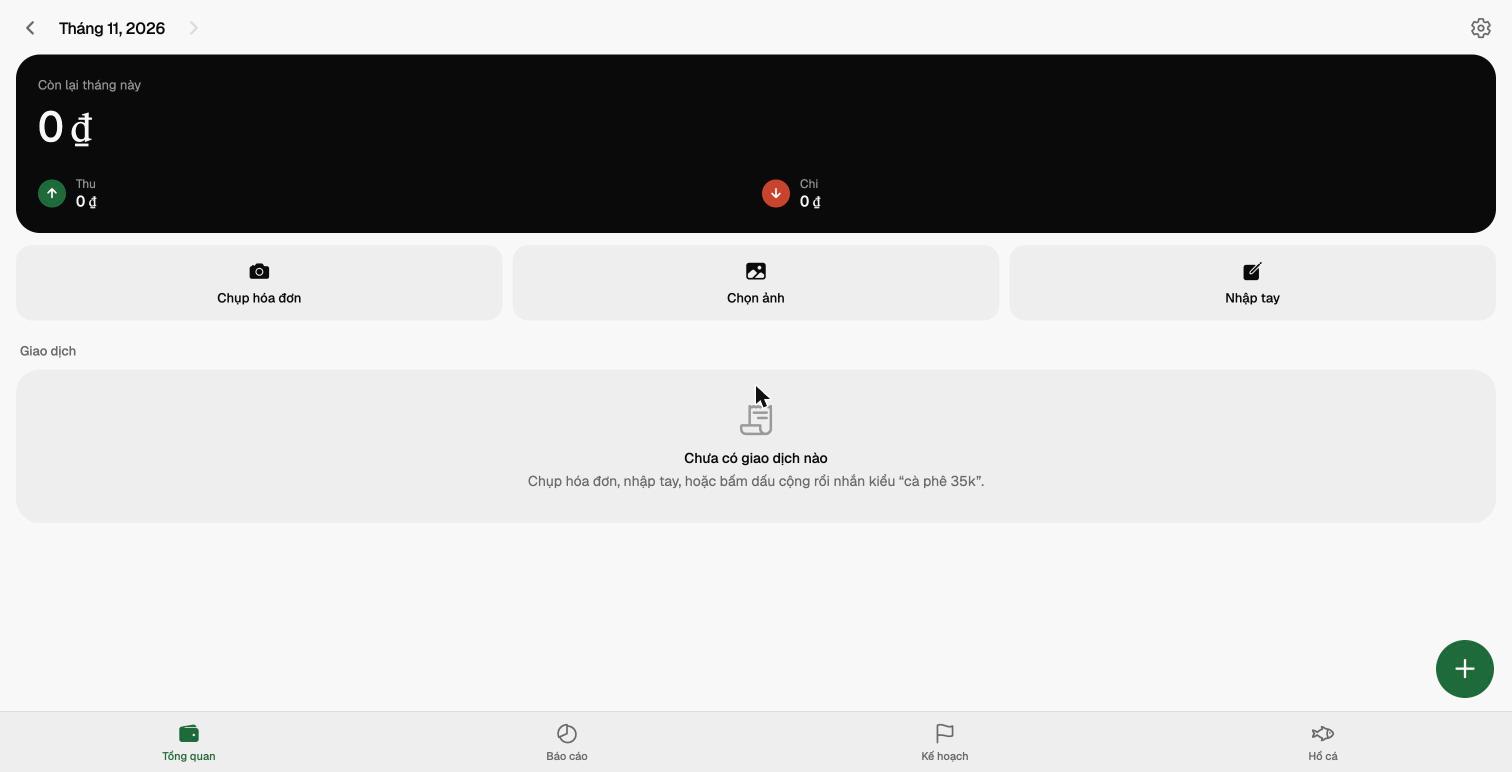 Tháng 11, 2026
Còn lại tháng này
0 ₫
Thu
0 ₫
Chi
0 ₫
Chụp hóa đơn
Chọn ảnh
Nhập tay
Giao dịch
Chưa có giao dịch nào
Chụp hóa đơn, nhập tay, hoặc bấm dấu cộng rồi nhắn kiểu “cà phê 35k”.
Tổng quan
Báo cáo
Kế hoạch
Hồ cá